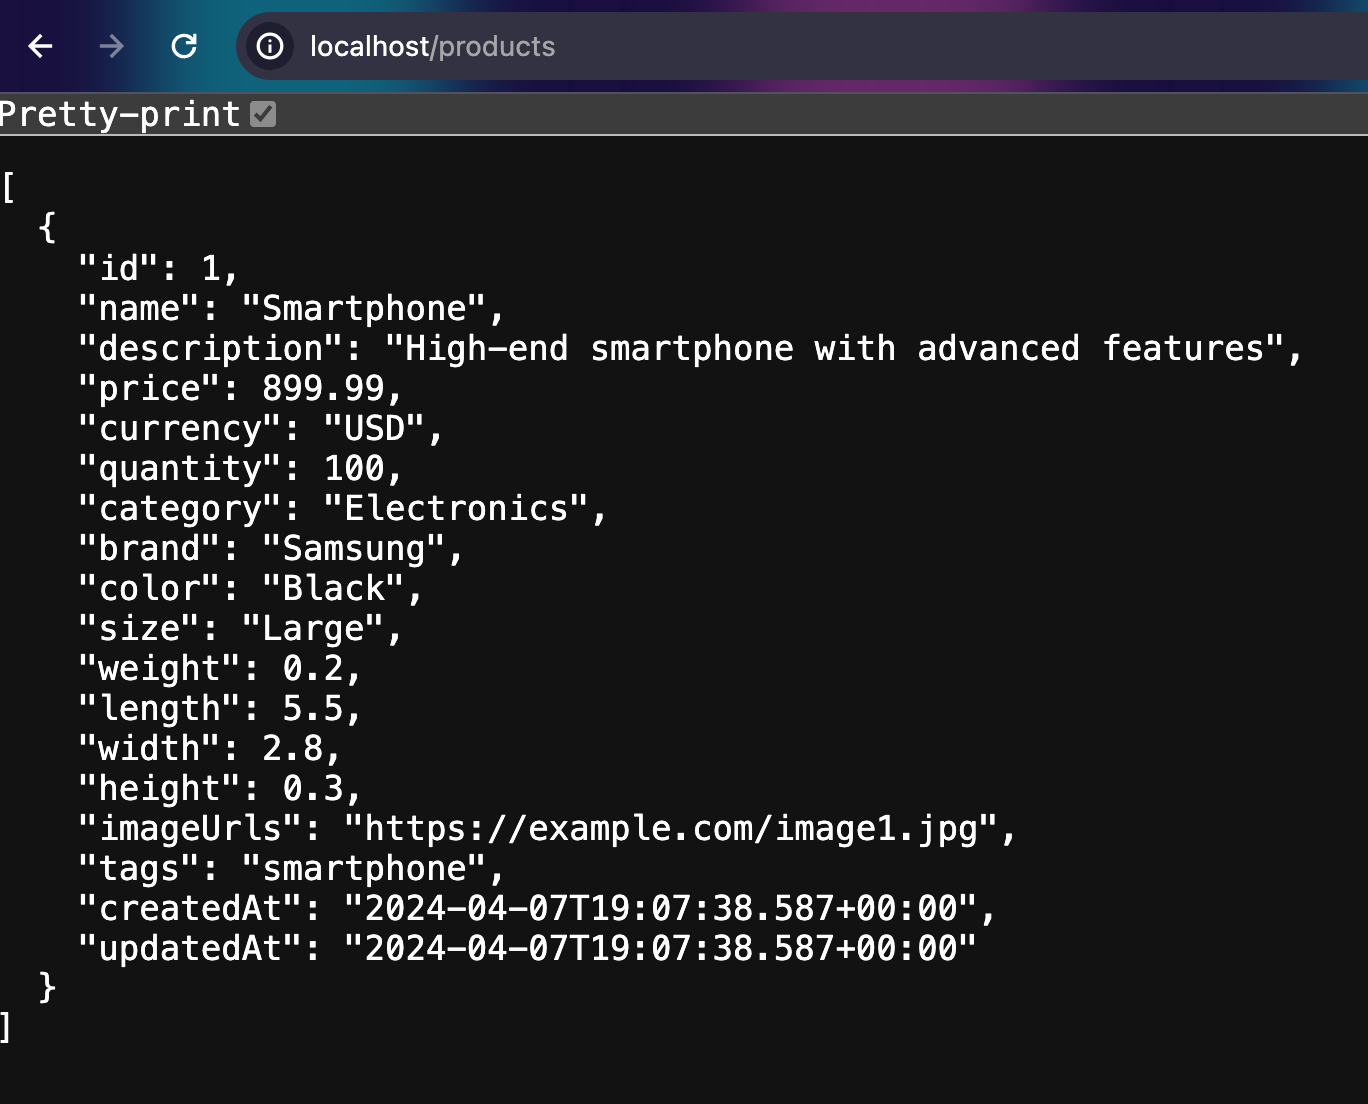 localhost/products
Pretty-print
[
  {
    "id": 1,
    "name": "Smartphone",
    "description": "High-end smartphone with advanced features",
    "price": 899.99,
    "currency": "USD",
    "quantity": 100,
    "category": "Electronics",
    "brand": "Samsung",
    "color": "Black",
    "size": "Large",
    "weight": 0.2,
    "length": 5.5,
    "width": 2.8,
    "height": 0.3,
    "imageUrls": "https://example.com/image1.jpg",
    "tags": "smartphone",
    "createdAt": "2024-04-07T19:07:38.587+00:00",
    "updatedAt": "2024-04-07T19:07:38.587+00:00"
  }
]